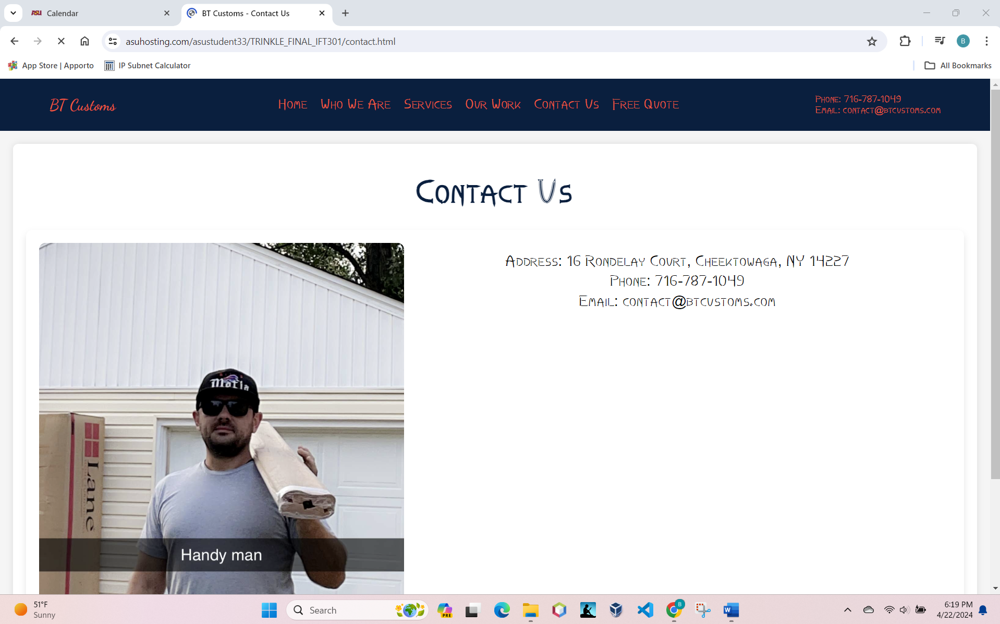 Calendar
BT Customs - Contact Us
asuhosting.com/asustudent33/TRINKLE_FINAL_IFT301/contact.html
B
App Store | Apporto
IP Subnet Calculator
All Bookmarks
BT Customs
Home Who We Are Services Our Work Contact Us Free Quote
Phone: 716-787-1049
Email: contact@btcustoms.com
Contact Us
Address: 16 Rondelay Court, Cheektowaga, NY 14227
Phone: 716-787-1049
Email: contact@btcustoms.com
Mafia
Lane
Handy man
51°F
Sunny
Search
PRE
B
W
6:19 PM
4/22/2024